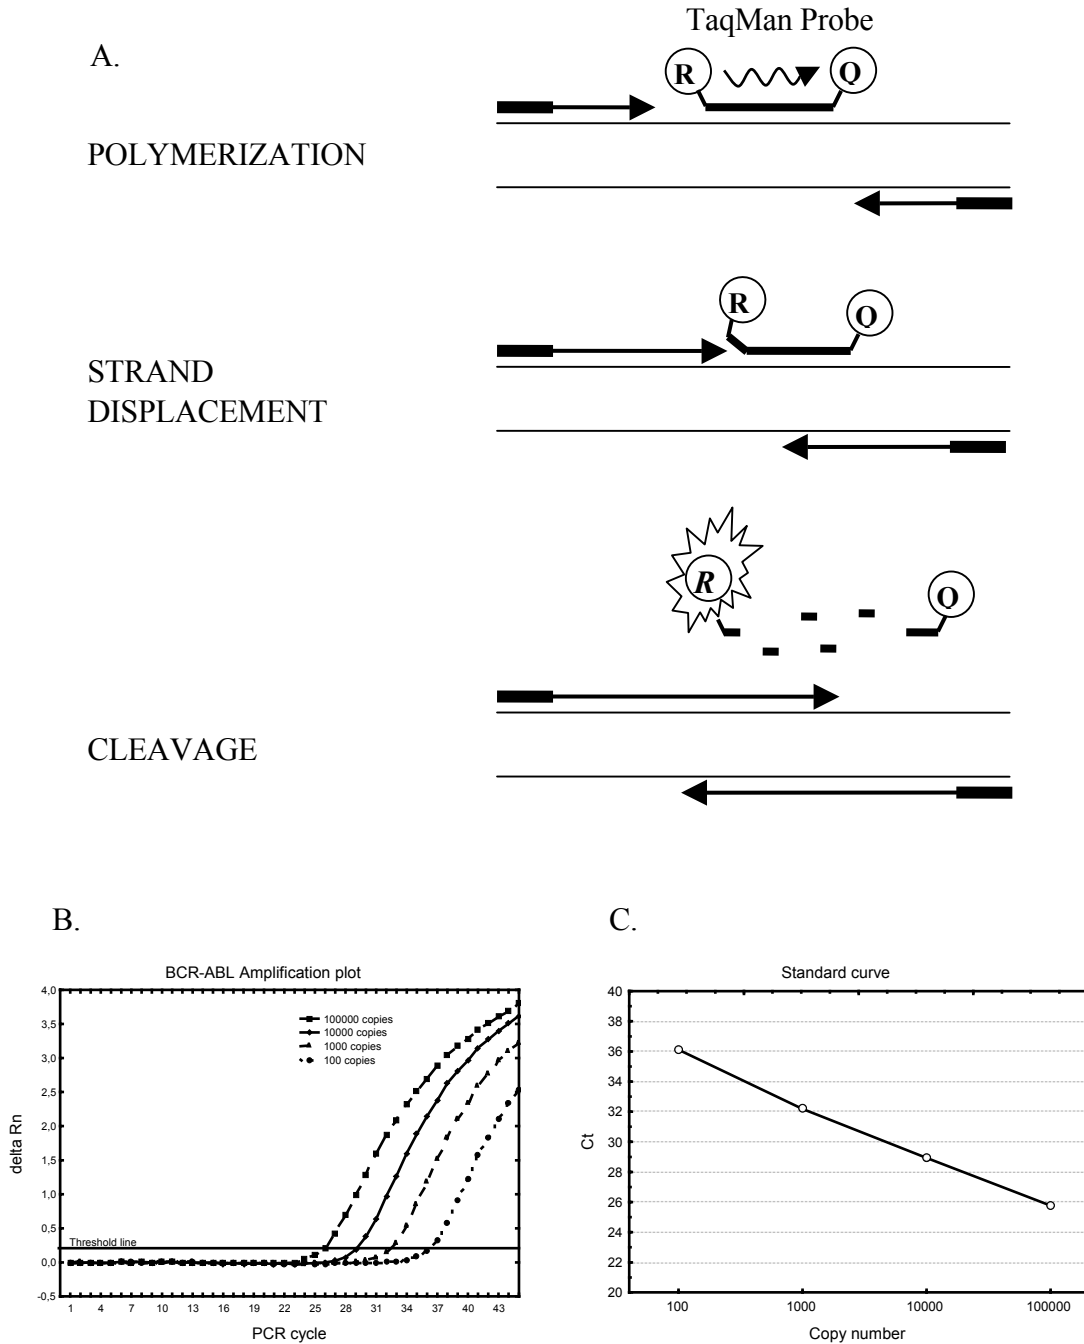 TaqMan Probe
A.
R
Q
POLYMERIZATION
R
Q
STRAND
DISPLACEMENT
R
Q
CLEAVAGE
B.
BCR-ABL Amplification plot
4,0
3,5
3,0
2,5
2,0
1,5
1,0
0,5
0,0
-0,5
delta Rn
100000 copies
10000 copies
1000 copies
100 copies
Threshold line
1 4 7 10 13 16 19 22 25 28 31 34 37 40 43
PCR cycle
C.
Standard curve
40
38
36
34
32
30
28
26
24
22
20
Ct
100 1000 10000 100000
Copy number